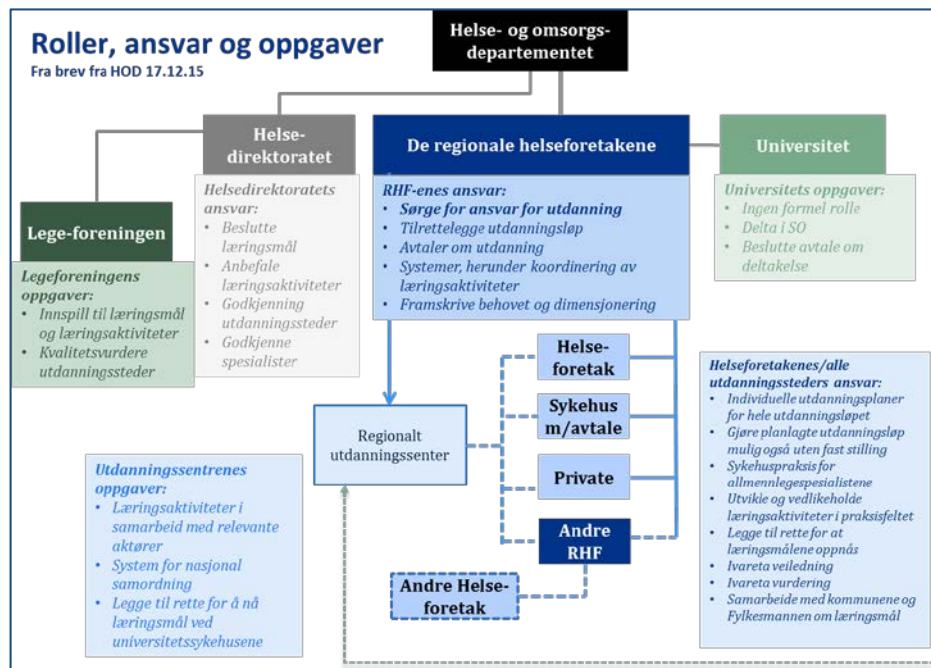 Roller, ansvar og oppgaver
Fra brev fra HOD 17.12.15
Helse- og omsorgs-
departementet
Helse-
direktoratet
Helsedirektoratets
ansvar:
• Beslutte
læringsmål
• Anbefale
læringsaktiviteter
• Godkjenning
utdanningssteder
• Godkjenne
spesialister
Lege-foreningen
Legeforeningens
oppgaver:
• Innspill til læringsmål
og læringsaktiviteter
• Kvalitetsvurdere
utdanningssteder
De regionale helseforetakene
RHF-enes ansvar:
• Sørge for ansvar for utdanning
• Tilrettelegge utdanningsløp
• Avtaler om utdanning
• Systemer, herunder koordinering av
læringsaktiviteter
• Framskrive behovet og dimensjonering
Universitet
Universitets oppgaver:
• Ingen formel rolle
• Delta i SO
• Beslutte avtale om
deltakelse
Regionalt
utdanningssenter
Helse-
foretak
Sykehus
m/avtale
Private
Andre
RHF
Andre Helse-
foretak
Utdanningssentrenes
oppgaver:
• Læringsaktiviteter i
samarbeid med relevante
aktører
• System for nasjonal
samordning
• Legge til rette for å nå
læringsmål ved
universitetssykehusene
Helseforetakenes/alle
utdanningssteders ansvar:
• Individuelle utdanningsplaner
for hele utdanningsløpet
• Gjøre planlagte utdanningsløp
mulig også uten fast stilling
• Sykehuspraksis for
allmennlegespesialistene
• Utvikle og vedlikeholde
læringsaktiviteter i praksisfeltet
• Legge til rette for at
læringsmålene oppnås
• Ivareta veiledning
• Ivareta vurdering
• Samarbeide med kommunene og
Fylkesmannen om læringsmål